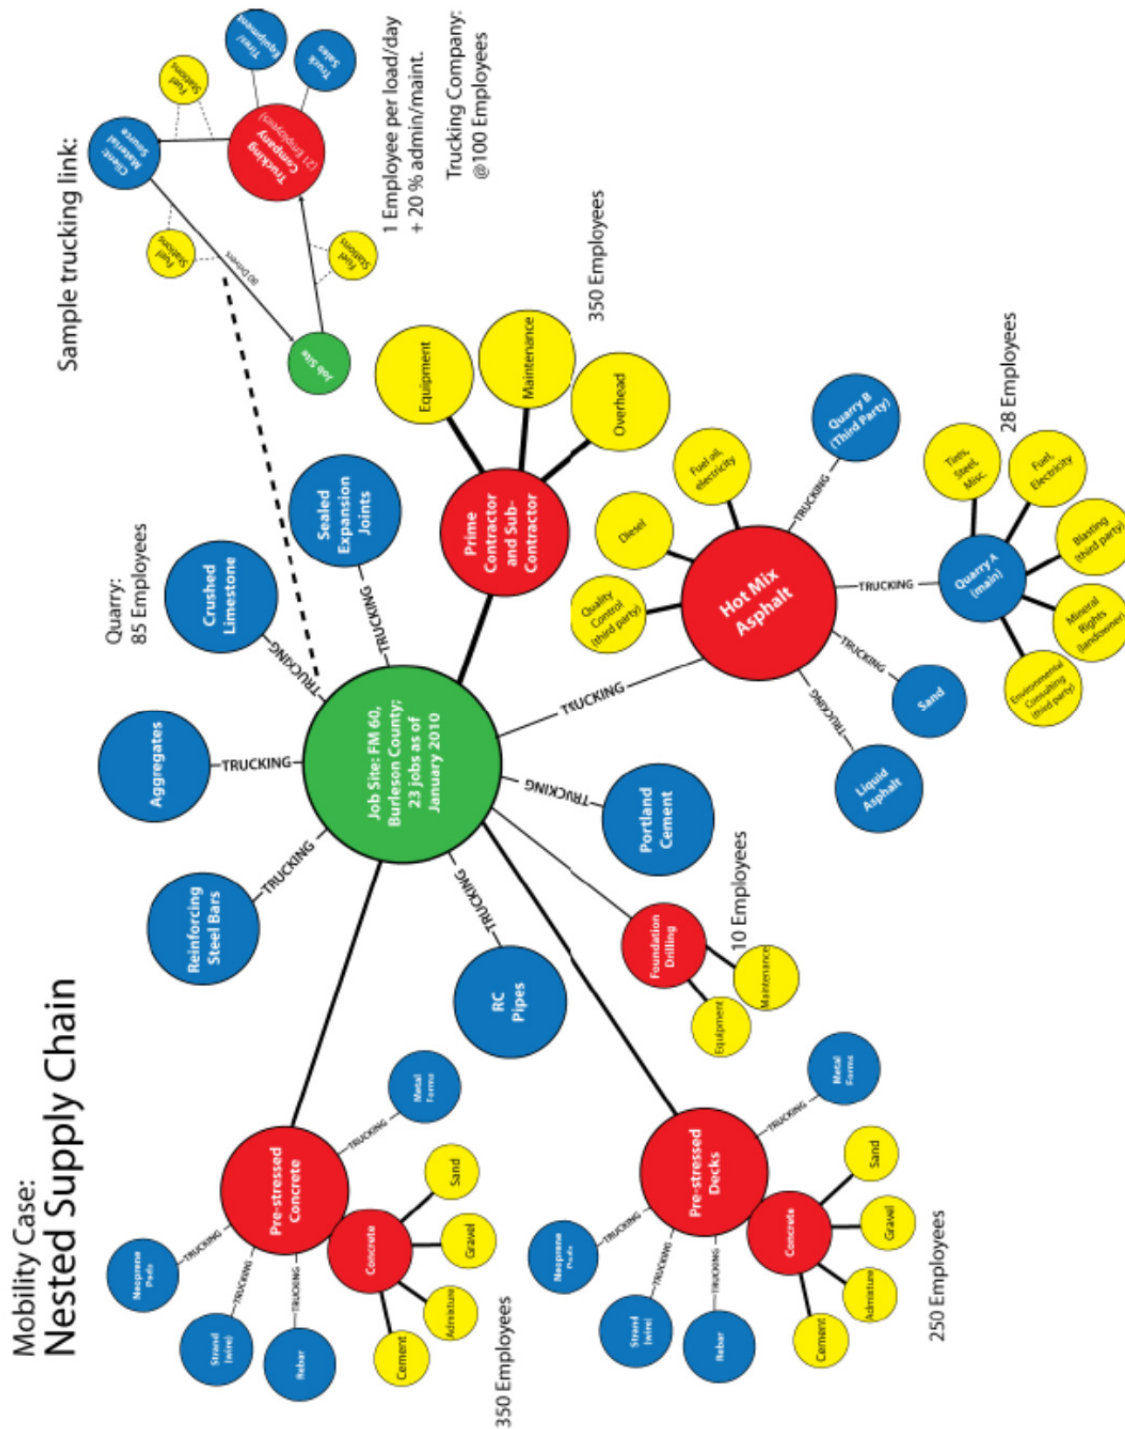 Mobility Case:
Nested Supply Chain
Sample trucking link:
Client:
Material
Source
Fuel
Stations
Tires/
Equipment
Truck
Sales
Trucking
Company
(21 Employees)
Fuel
Stations
Fuel
Stations
Job Site
1 Employee per load/day
+ 20 % admin/maint.
Trucking Company:
@100 Employees
Quarry:
85 Employees
Reinforcing
Steel Bars
TRUCKING
Aggregates
TRUCKING
Crushed
Limestone
TRUCKING
Sealed
Expansion
Joints
TRUCKING
Job Site: FM 60,
Burleson County;
23 jobs as of
January 2010
Prime
Contractor
and Sub-
Contractor
Equipment
Maintenance
Overhead
350 Employees
Pre-stressed
Concrete
Neoprene
Pads
TRUCKING
Strand
(wire)
TRUCKING
Rebar
TRUCKING
Metal
Forms
TRUCKING
Concrete
Cement
Admixture
Gravel
Sand
350 Employees
RC
Pipes
TRUCKING
Portland
Cement
TRUCKING
Foundation
Drilling
Equipment
Maintenance
10 Employees
TRUCKING
Hot Mix
Asphalt
Quality
Control
(third party)
Diesel
Fuel oil,
electricity
TRUCKING
Quarry B
(Third Party)
TRUCKING
Quarry A
(main)
TRUCKING
Sand
TRUCKING
Liquid
Asphalt
Tires,
Steel,
Misc.
Fuel,
Electricity
Blasting
(third party)
Mineral
Rights
(landowner)
Environmental
Consulting
(third party)
28 Employees
Pre-stressed
Decks
Neoprene
Pads
TRUCKING
Strand
(wire)
TRUCKING
Rebar
TRUCKING
Metal
Forms
TRUCKING
Concrete
Cement
Admixture
Gravel
Sand
250 Employees